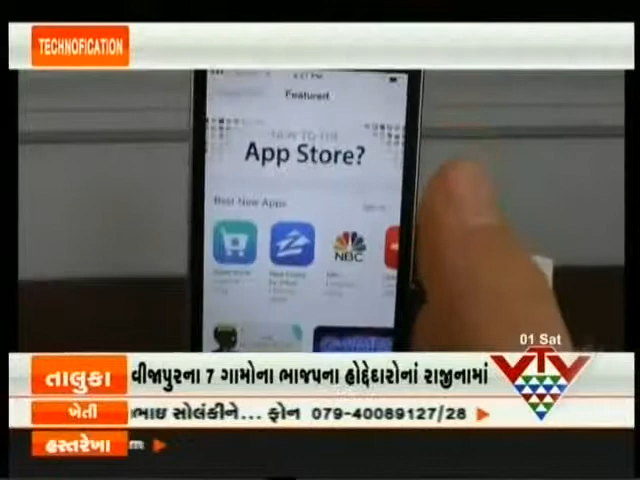 TECHNOFICATION
Featured
App Store?
Best New Apps
NBC
01 Sat
VTV
તાલુકા
વીજાપુરના 7 ગામોના ભાજપના હોદ્દેદારોનાં રાજીનામાં
ખેતી
ભાઇ સોલંકીને... ફોન 079-40089127/28
હસ્તરેખા
m